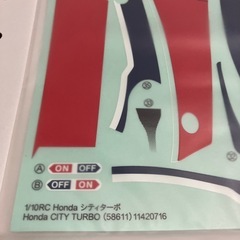 Ⓐ ON OFF
Ⓑ ON OFF
1/10RC Honda シティターボ
Honda CITY TURBO (58611) 11420716